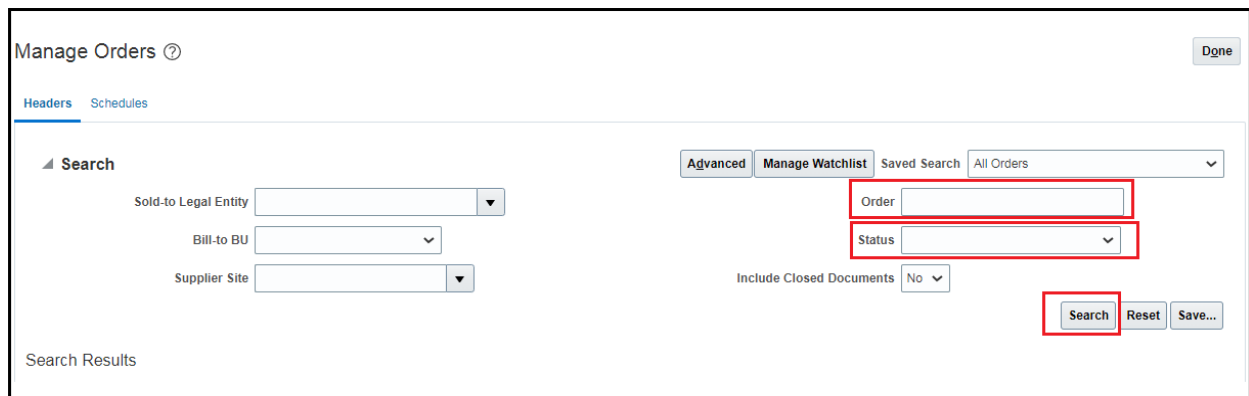 Manage Orders ?
Done
Headers Schedules
Search
Advanced Manage Watchlist Saved Search All Orders
Sold-to Legal Entity Order
Bill-to BU Status
Supplier Site Include Closed Documents No
Search Reset Save...
Search Results